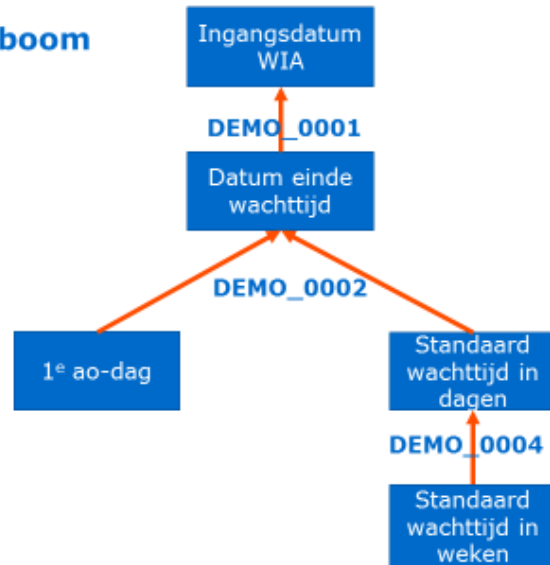 boom
Ingangsdatum
WIA
DEMO_0001
Datum einde
wachttijd
DEMO_0002
1e ao-dag
Standaard
wachttijd in
dagen
DEMO_0004
Standaard
wachttijd in
weken